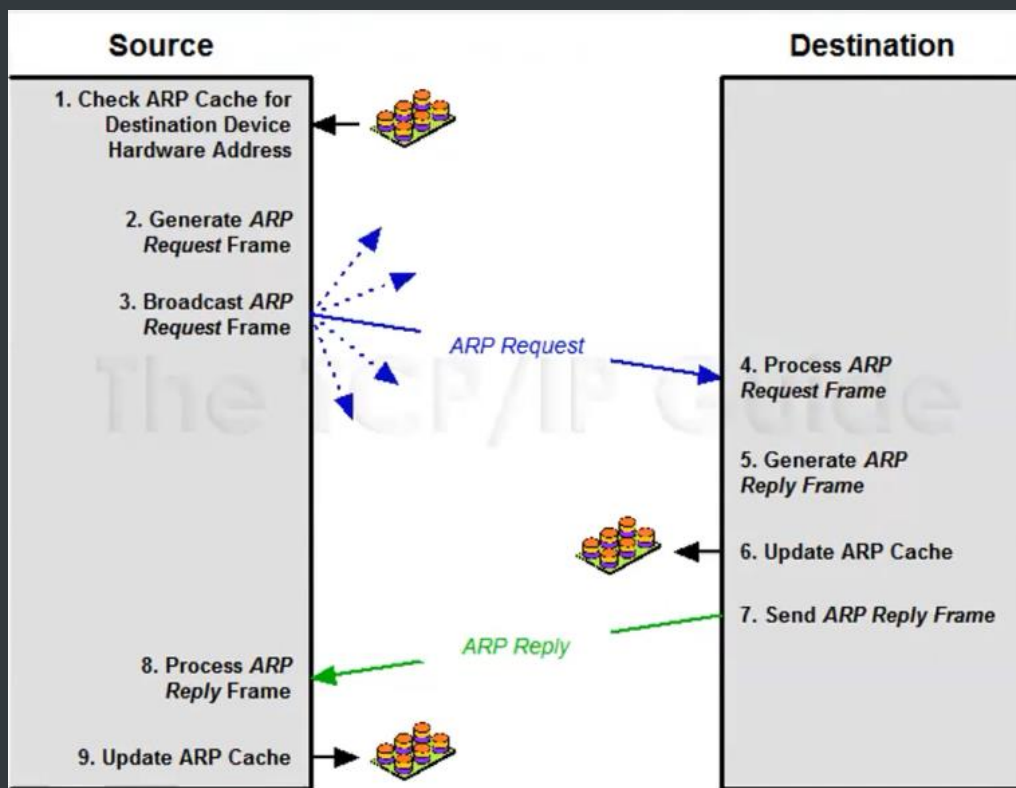 Source
Destination
1. Check ARP Cache for
Destination Device
Hardware Address
2. Generate ARP
Request Frame
3. Broadcast ARP
Request Frame
ARP Request
The TCP/IP Guide
4. Process ARP
Request Frame
5. Generate ARP
Reply Frame
6. Update ARP Cache
7. Send ARP Reply Frame
ARP Reply
8. Process ARP
Reply Frame
9. Update ARP Cache